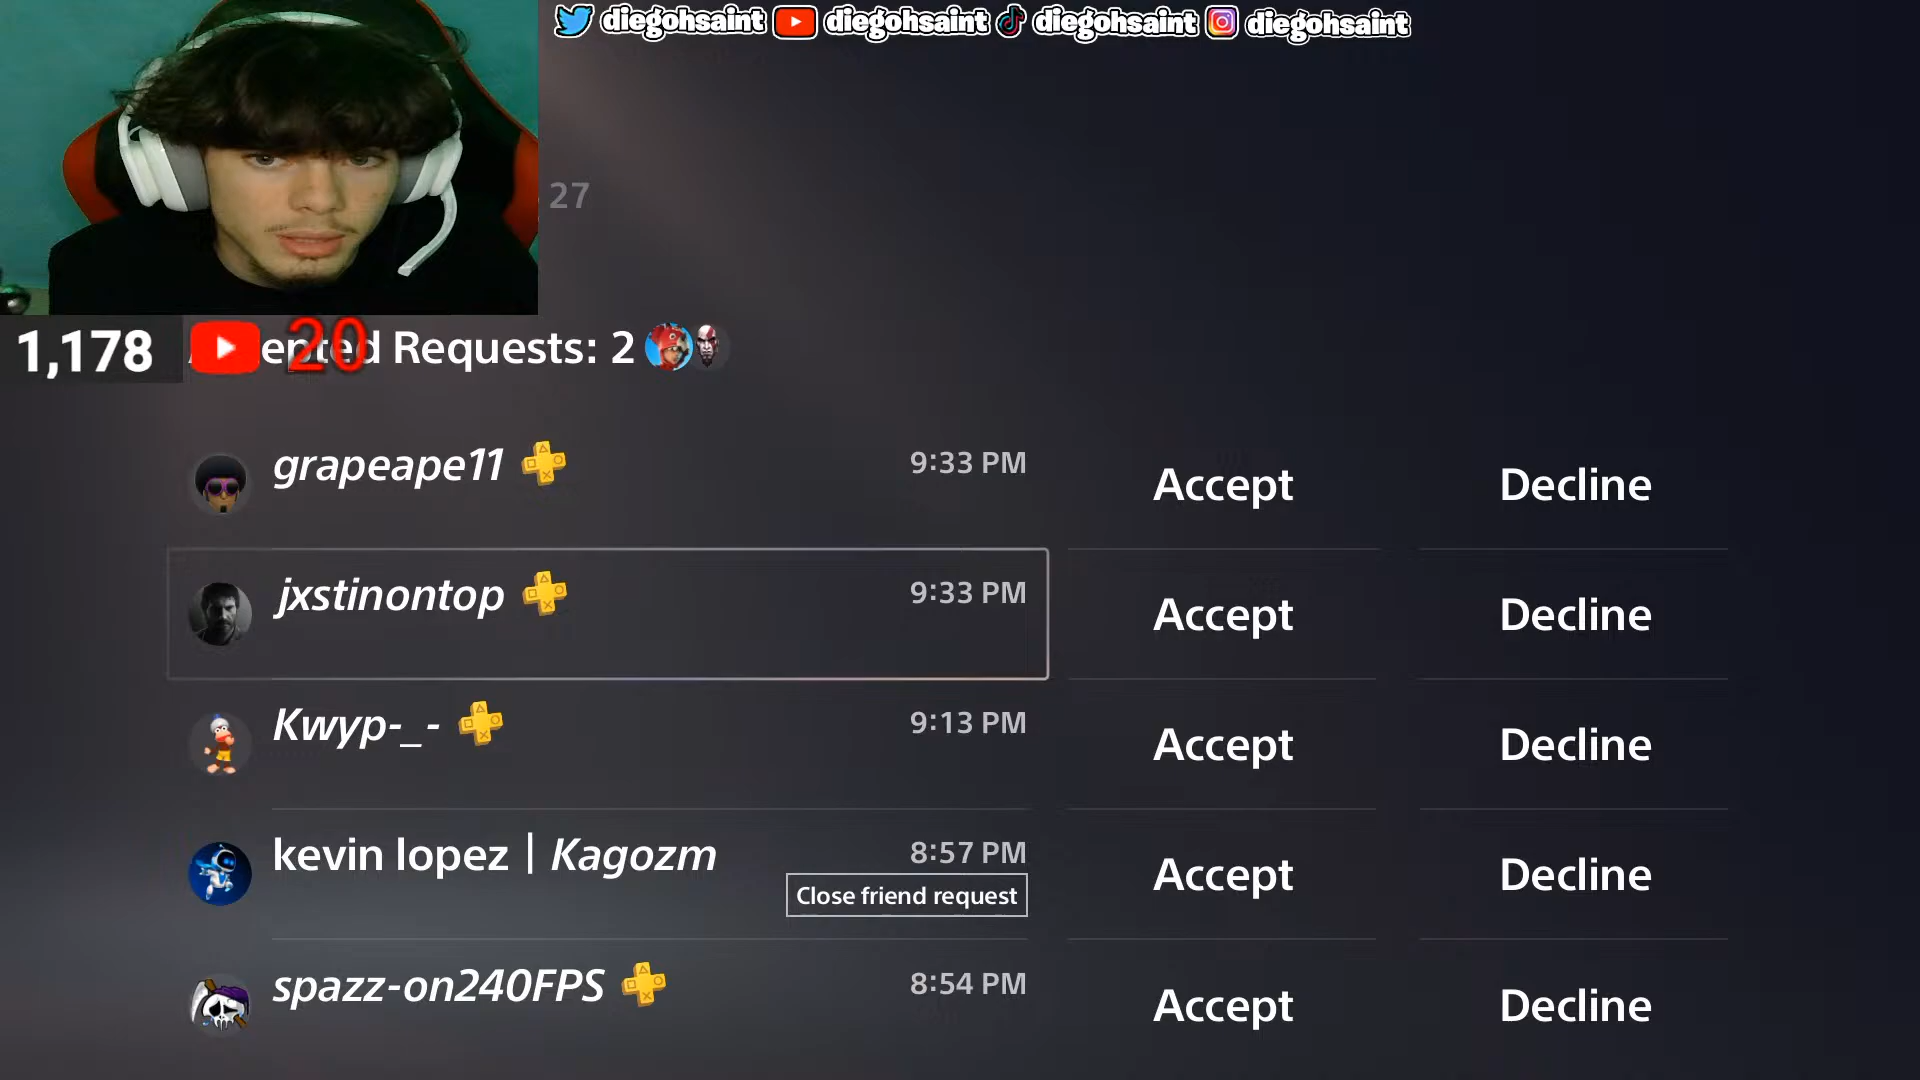 diegohsaint diegohsaint diegohsaint diegohsaint
27
1,178
20
Requests: 2
grapeape11 9:33 PM Accept Decline
jxstinontop 9:33 PM Accept Decline
Kwyp-_- 9:13 PM Accept Decline
kevin lopez | Kagozm 8:57 PM Accept Decline
Close friend request
spazz-on240FPS 8:54 PM Accept Decline